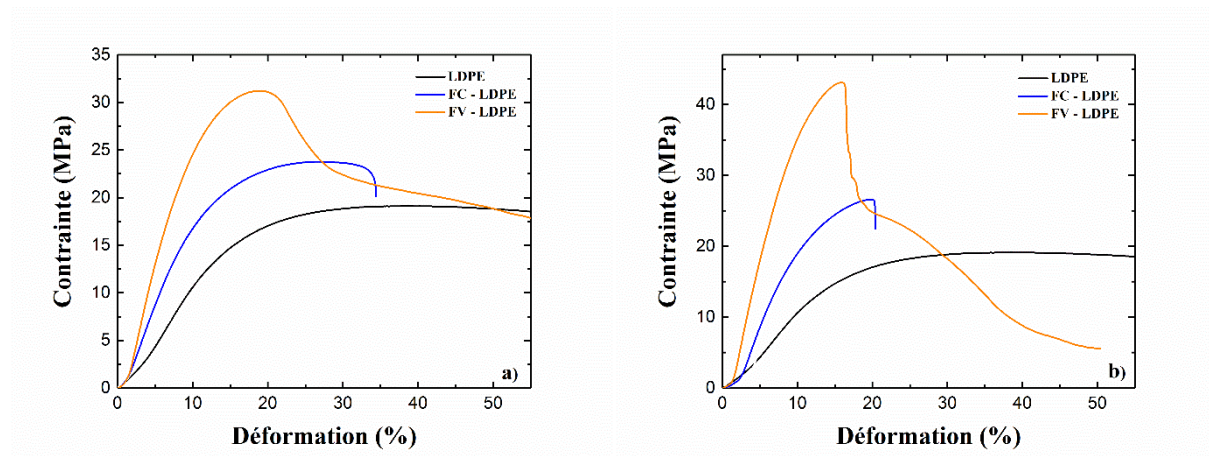 35
30
25
20
15
10
5
0
Contrainte (MPa)
LDPE
FC - LDPE
FV - LDPE
a)
0 10 20 30 40 50
Déformation (%)
40
30
20
10
0
Contrainte (MPa)
LDPE
FC - LDPE
FV - LDPE
b)
0 10 20 30 40 50
Déformation (%)